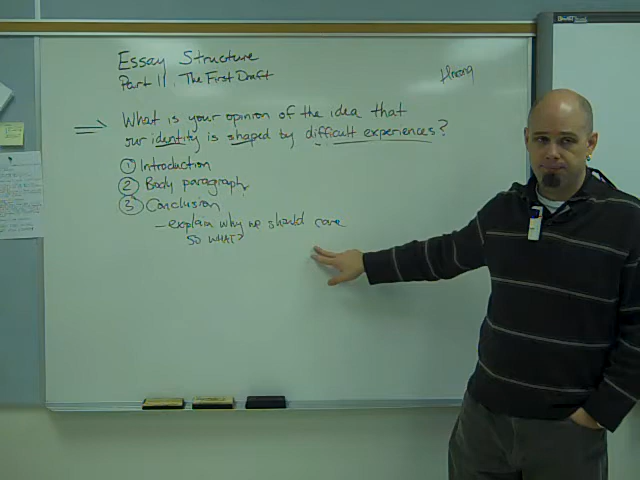 Essay Structure
Part II The First Draft
What is your opinion of the idea that
our identity is shaped by difficult experiences?
① Introduction
② Body paragraph
③ Conclusion
- explain why we should care
SO WHAT?